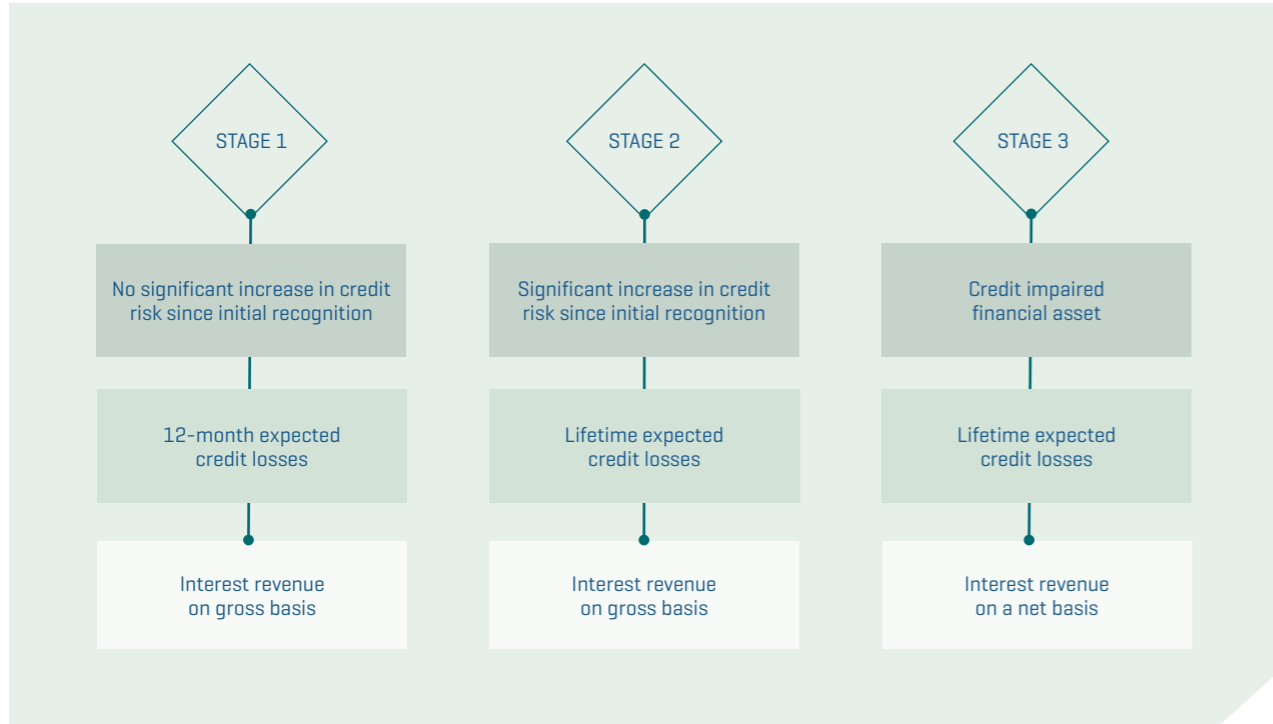 STAGE 1
No significant increase in credit
risk since initial recognition
12-month expected
credit losses
Interest revenue
on gross basis
STAGE 2
Significant increase in credit
risk since initial recognition
Lifetime expected
credit losses
Interest revenue
on gross basis
STAGE 3
Credit impaired
financial asset
Lifetime expected
credit losses
Interest revenue
on a net basis